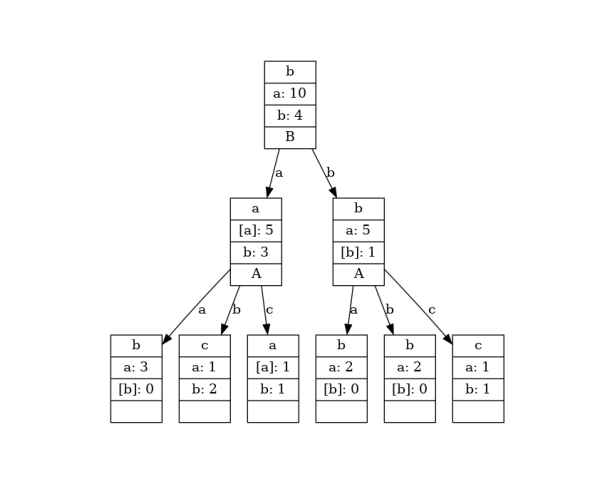 b
a: 10
b: 4
B
a b
a b
[a]: 5 a: 5
b: 3 [b]: 1
A A
a b c a b c
b c a b b c
a: 3 a: 1 [a]: 1 a: 2 a: 2 a: 1
[b]: 0 b: 2 b: 1 [b]: 0 [b]: 0 b: 1